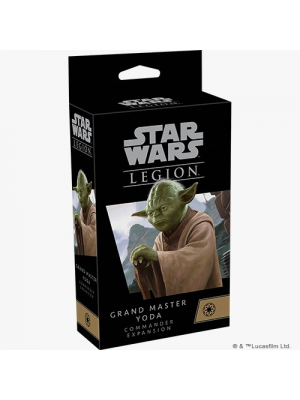 STAR
WARS
LEGION
GRAND MASTER
YODA
COMMANDER
EXPANSION
& ™ ©Lucasfilm Ltd.